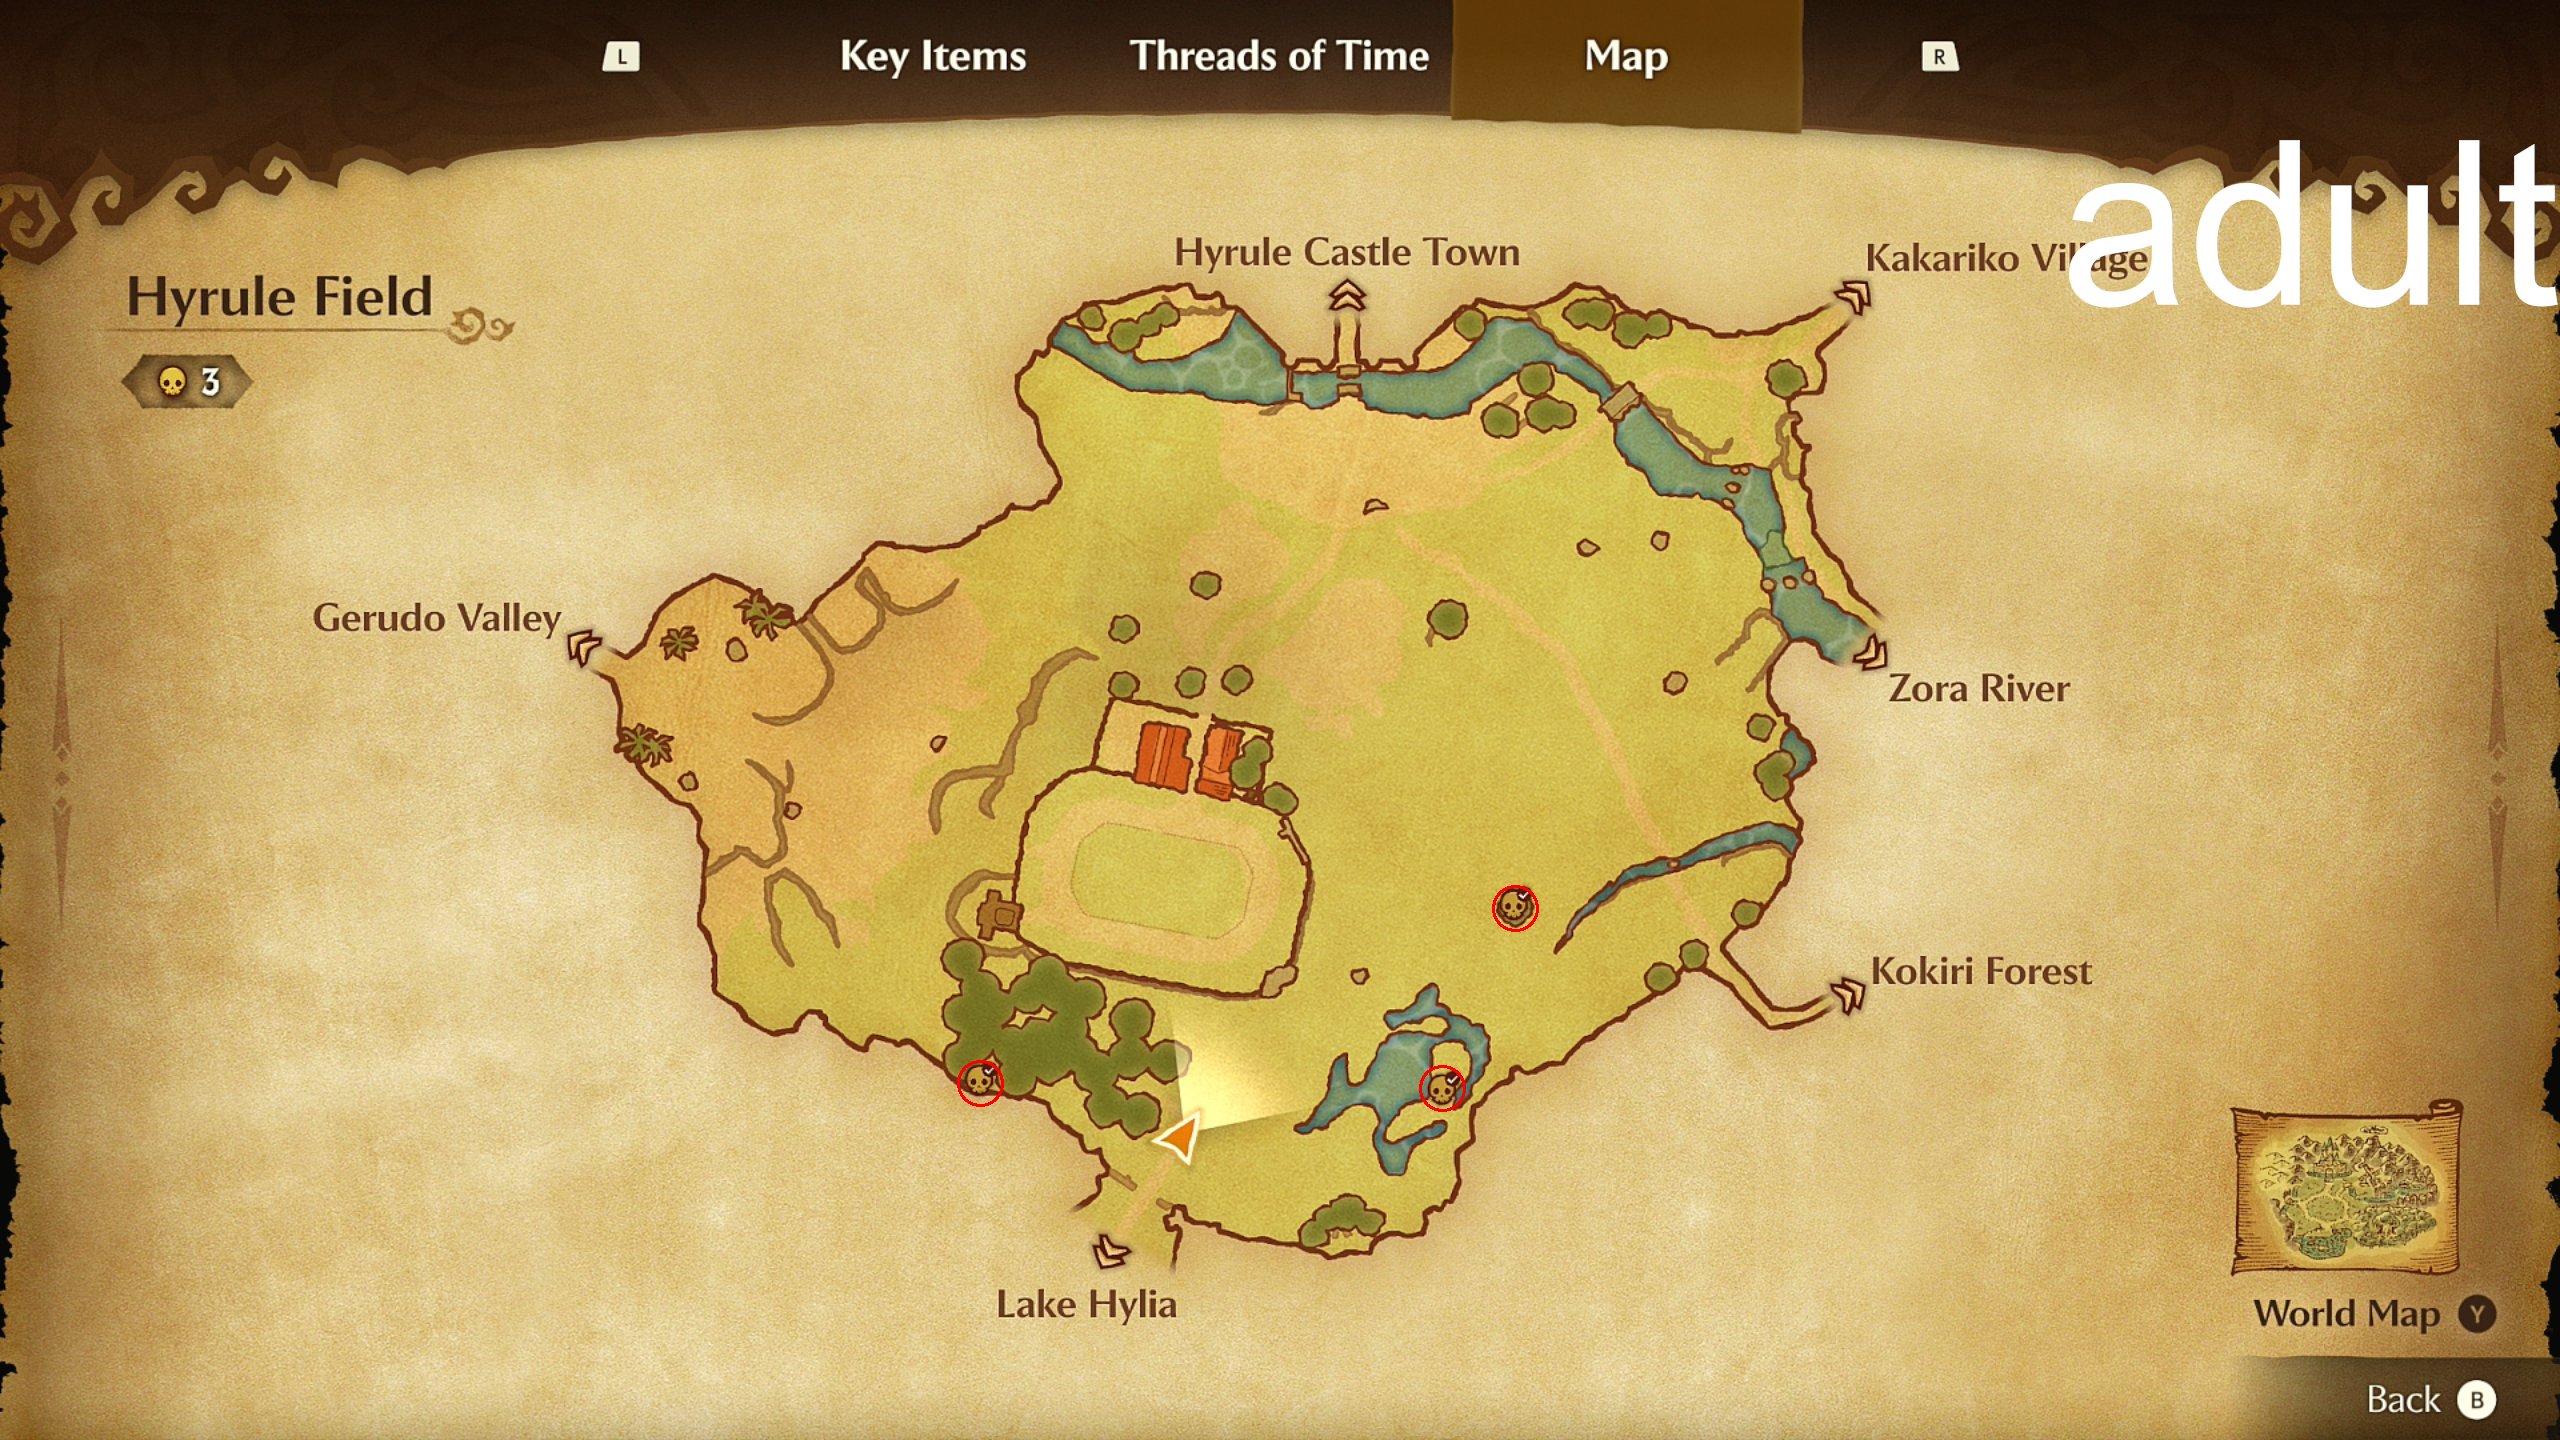 L
Key Items
Threads of Time
Map
R
adult
Hyrule Castle Town
Kakariko Village
Hyrule Field
3
Gerudo Valley
Zora River
Kokiri Forest
Lake Hylia
World Map Y
Back B